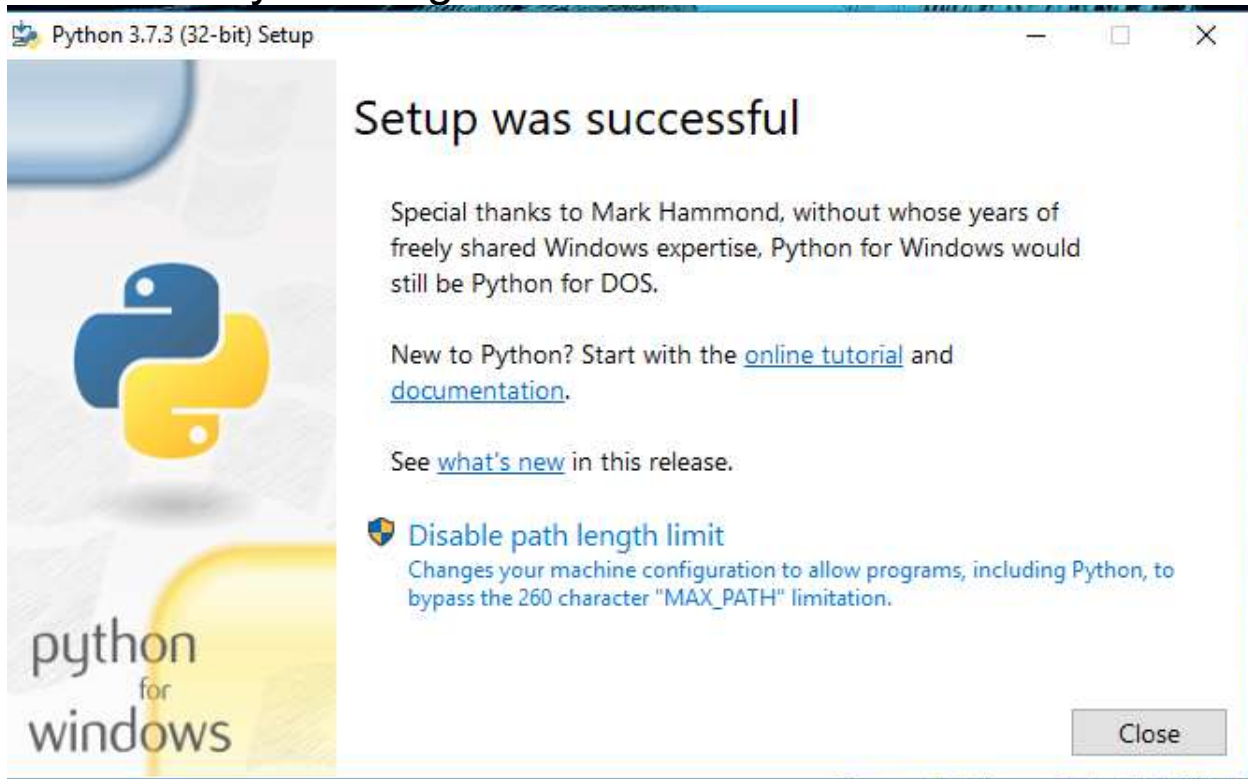 Python 3.7.3 (32-bit) Setup
Setup was successful
Special thanks to Mark Hammond, without whose years of
freely shared Windows expertise, Python for Windows would
still be Python for DOS.
New to Python? Start with the online tutorial and
documentation.
See what's new in this release.
Disable path length limit
Changes your machine configuration to allow programs, including Python, to
bypass the 260 character "MAX_PATH" limitation.
python
for
windows
Close